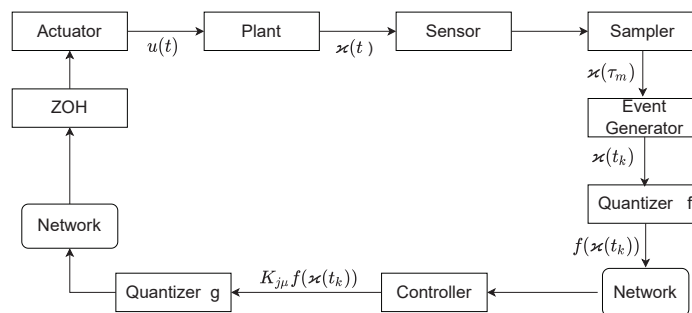 Actuator
u(t)
Plant
ϰ(t)
Sensor
Sampler
ϰ(τ_m)
Event
Generator
ϰ(t_k)
Quantizer f
f(ϰ(t_k))
Network
Controller
K_{jμ}f(ϰ(t_k))
Quantizer g
Network
ZOH